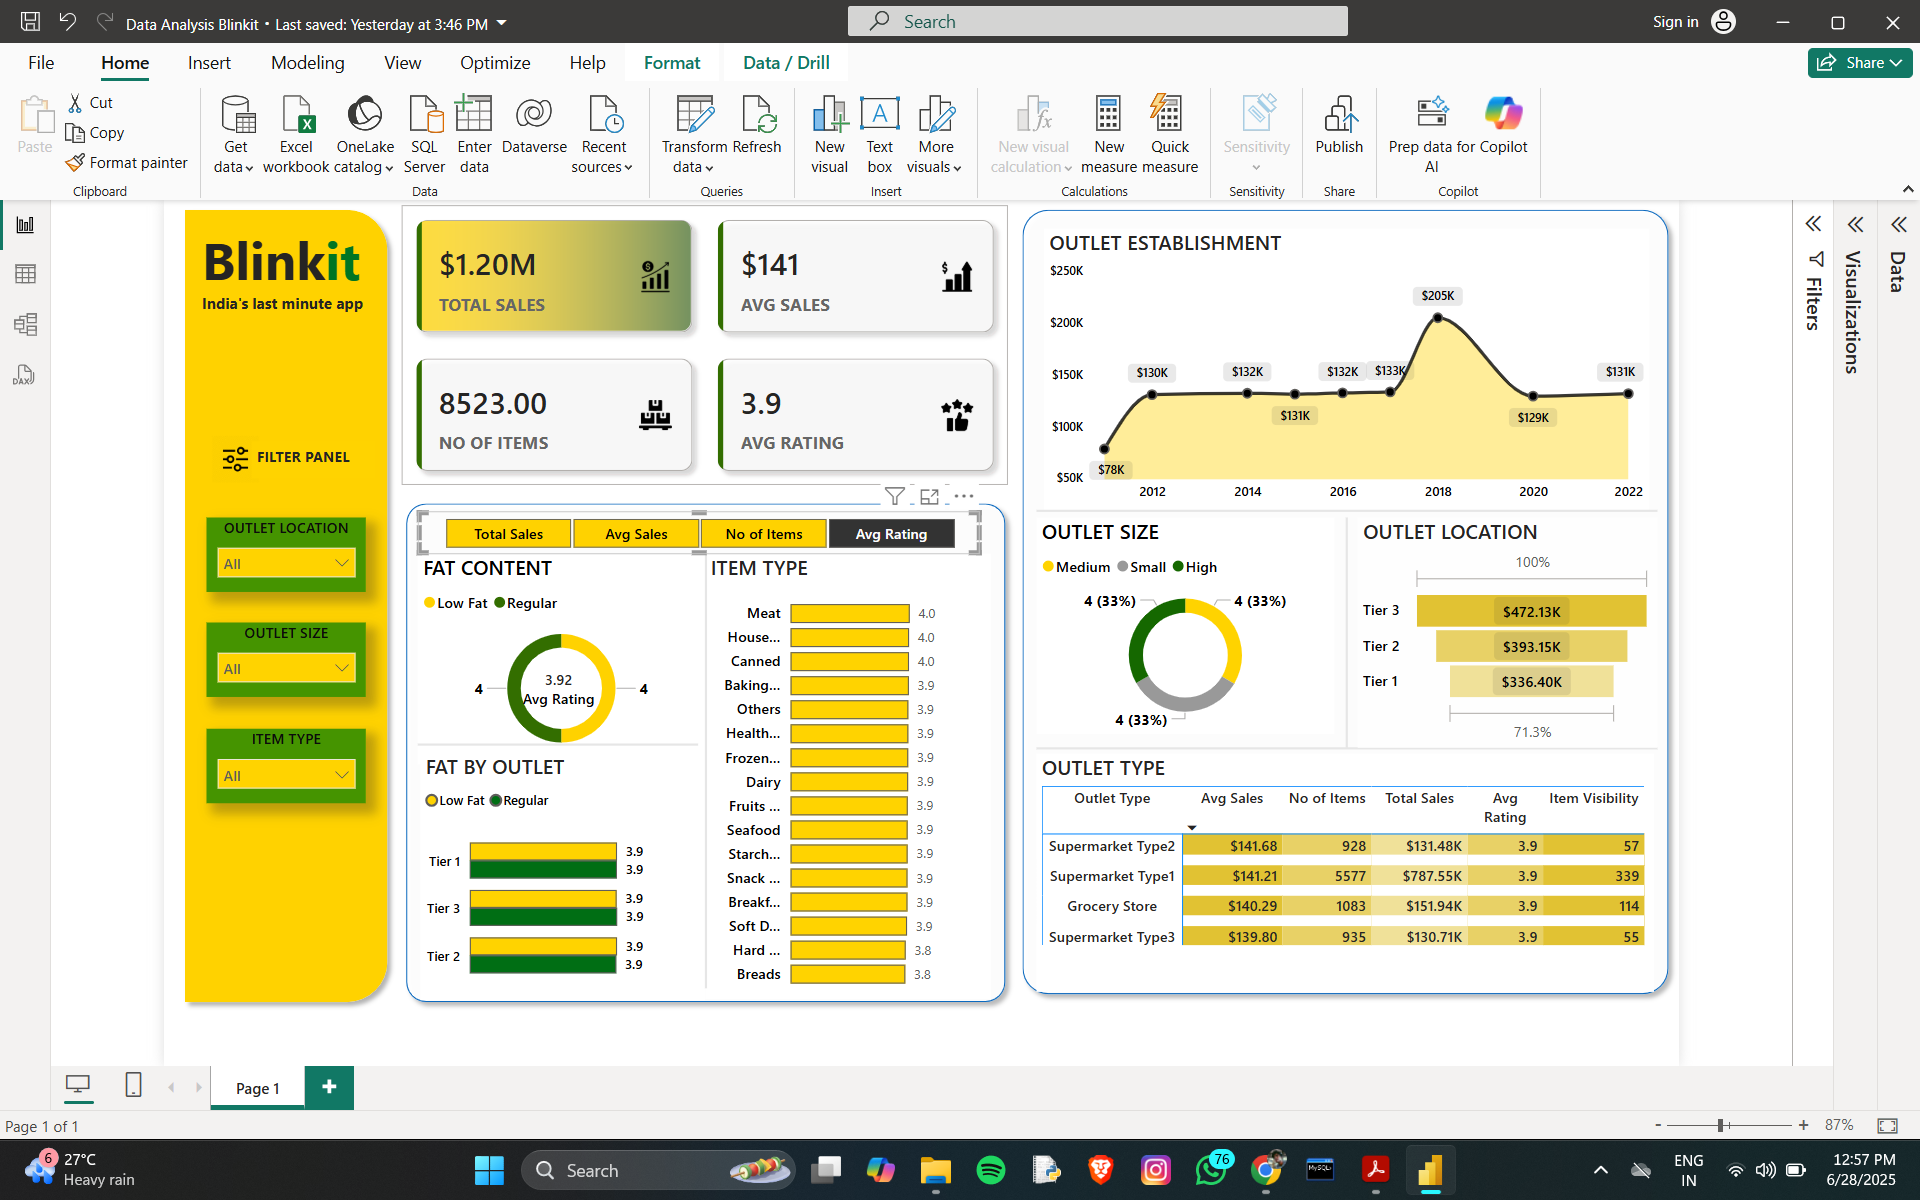 Data Analysis Blinkit • Last saved: Yesterday at 3:46 PM
Search
Sign in
File Home Insert Modeling View Optimize Help Format Data / Drill
Share
Paste
Cut
Copy
Format painter
Clipboard
Get data
Excel workbook
OneLake catalog
SQL Server
Enter data
Dataverse
Recent sources
Data
Transform data
Refresh
Queries
New visual
Text box
More visuals
Insert
New visual calculation
New measure
Quick measure
Calculations
Sensitivity
Sensitivity
Publish
Share
Prep data for AI
Copilot
Copilot
Blinkit
India's last minute app
FILTER PANEL
OUTLET LOCATION
All
OUTLET SIZE
All
ITEM TYPE
All
$1.20M
TOTAL SALES
$141
AVG SALES
8523.00
NO OF ITEMS
3.9
AVG RATING
Total Sales Avg Sales No of Items Avg Rating
FAT CONTENT
Low Fat Regular
4
3.92
Avg Rating
4
FAT BY OUTLET
Low Fat Regular
Tier 1 3.9
3.9
Tier 3 3.9
3.9
Tier 2 3.9
3.9
ITEM TYPE
Meat 4.0
House... 4.0
Canned 4.0
Baking... 3.9
Others 3.9
Health... 3.9
Frozen... 3.9
Dairy 3.9
Fruits ... 3.9
Seafood 3.9
Starch... 3.9
Snack ... 3.9
Breakf... 3.9
Soft D... 3.9
Hard ... 3.8
Breads 3.8
OUTLET ESTABLISHMENT
$250K
$200K
$150K
$100K
$50K
$78K
$130K
$132K
$131K
$132K
$133K
$205K
$129K
$131K
2012 2014 2016 2018 2020 2022
OUTLET SIZE
Medium Small High
4 (33%)
4 (33%)
4 (33%)
OUTLET LOCATION
100%
Tier 3 $472.13K
Tier 2 $393.15K
Tier 1 $336.40K
71.3%
OUTLET TYPE
Outlet Type Avg Sales No of Items Total Sales Avg Rating Item Visibility
Supermarket Type2 $141.68 928 $131.48K 3.9 57
Supermarket Type1 $141.21 5577 $787.55K 3.9 339
Grocery Store $140.29 1083 $151.94K 3.9 114
Supermarket Type3 $139.80 935 $130.71K 3.9 55
Filters
Visualizations
Data
DAX
Page 1
+
Page 1 of 1
- + 87%
6
27°C
Heavy rain
Search
76
MySQL
ENG
IN
12:57 PM
6/28/2025